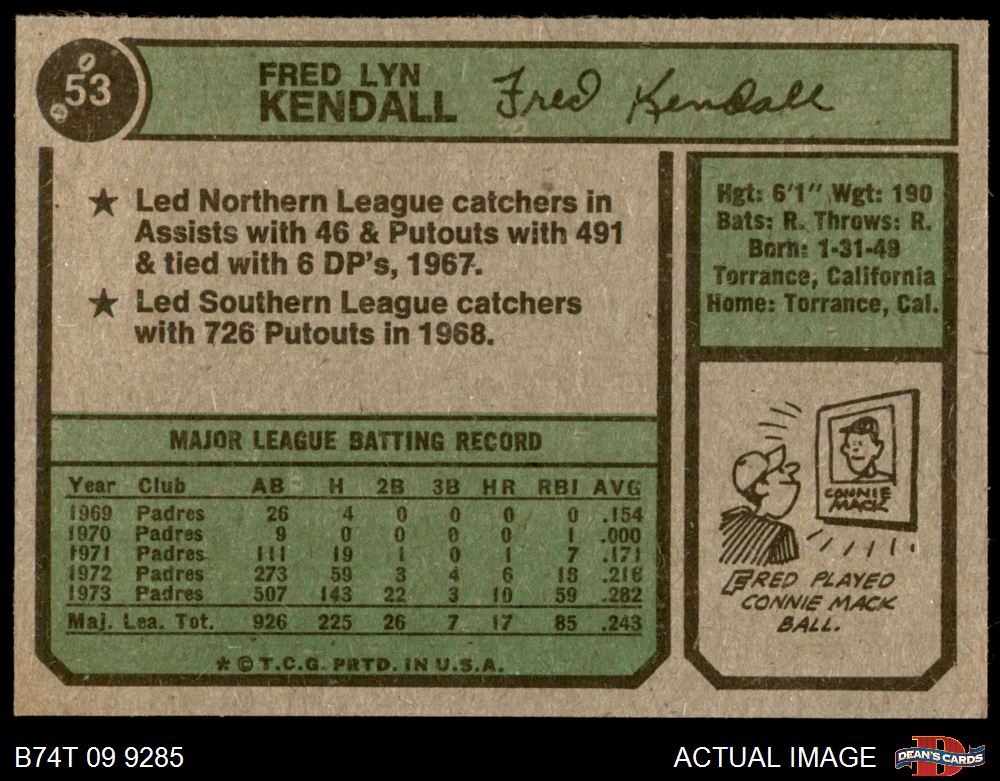 53
FRED LYN
KENDALL
Fred Kendall
★ Led Northern League catchers in
Assists with 46 & Putouts with 491
& tied with 6 DP's, 1967.
★ Led Southern League catchers
with 726 Putouts in 1968.
Hgt: 6'1" Wgt: 190
Bats: R. Throws: R.
Born: 1-31-49
Torrance, California
Home: Torrance, Cal.
MAJOR LEAGUE BATTING RECORD
Year Club AB H 2B 3B HR RBI AVG
1969 Padres 26 4 0 0 0 0 .154
1970 Padres 9 0 0 0 0 1 .000
1971 Padres 111 19 1 0 1 7 .171
1972 Padres 273 59 3 4 6 18 .216
1973 Padres 507 143 22 3 10 59 .282
Maj. Lea. Tot. 926 225 26 7 17 85 .243
* © T.C.G. PRTD. IN U.S.A.
CONNIE
MACK
FRED PLAYED
CONNIE MACK
BALL.
B74T 09 9285
ACTUAL IMAGE
D
DEAN'S CARDS